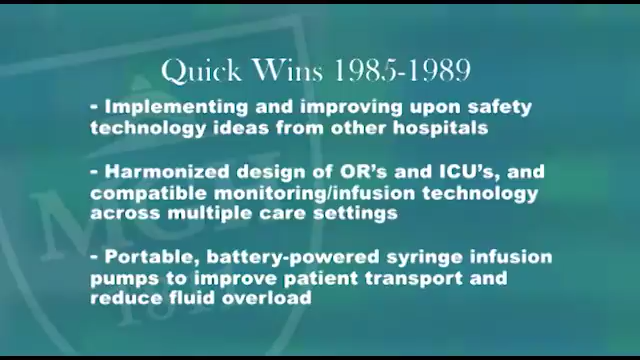 Quick Wins 1985-1989
- Implementing and improving upon safety
technology ideas from other hospitals
- Harmonized design of OR's and ICU's, and
compatible monitoring/infusion technology
across multiple care settings
- Portable, battery-powered syringe infusion
pumps to improve patient transport and
reduce fluid overload
MGH
1811